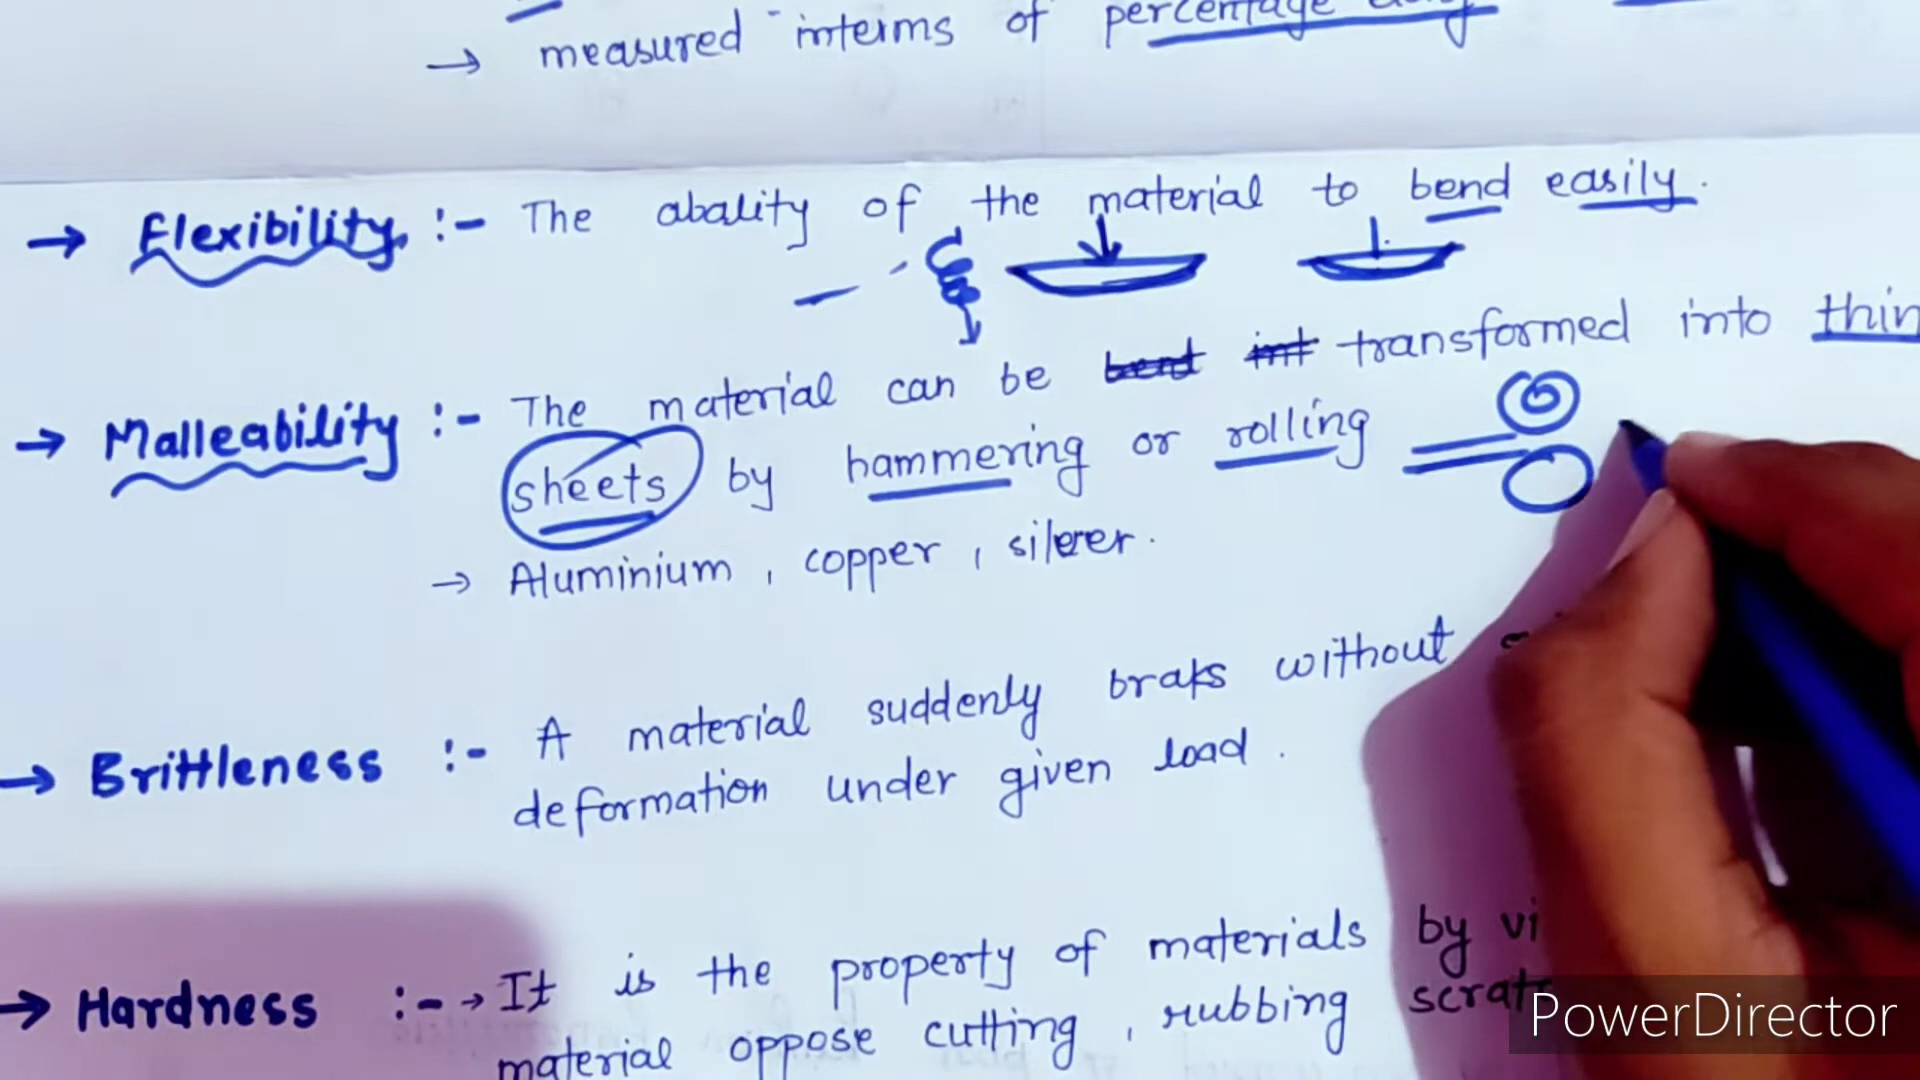 → measured interms of percentage
→ Flexibility :- The abality of the material to bend easily.
→ Malleability :- The material can be transformed into thin
sheets by hammering or rolling
→ Aluminium, copper, silerer.
→ Brittleness :- A material suddenly braks without
deformation under given load.
→ Hardness :- → It is the property of materials by
material oppose cutting, rubbing
PowerDirector